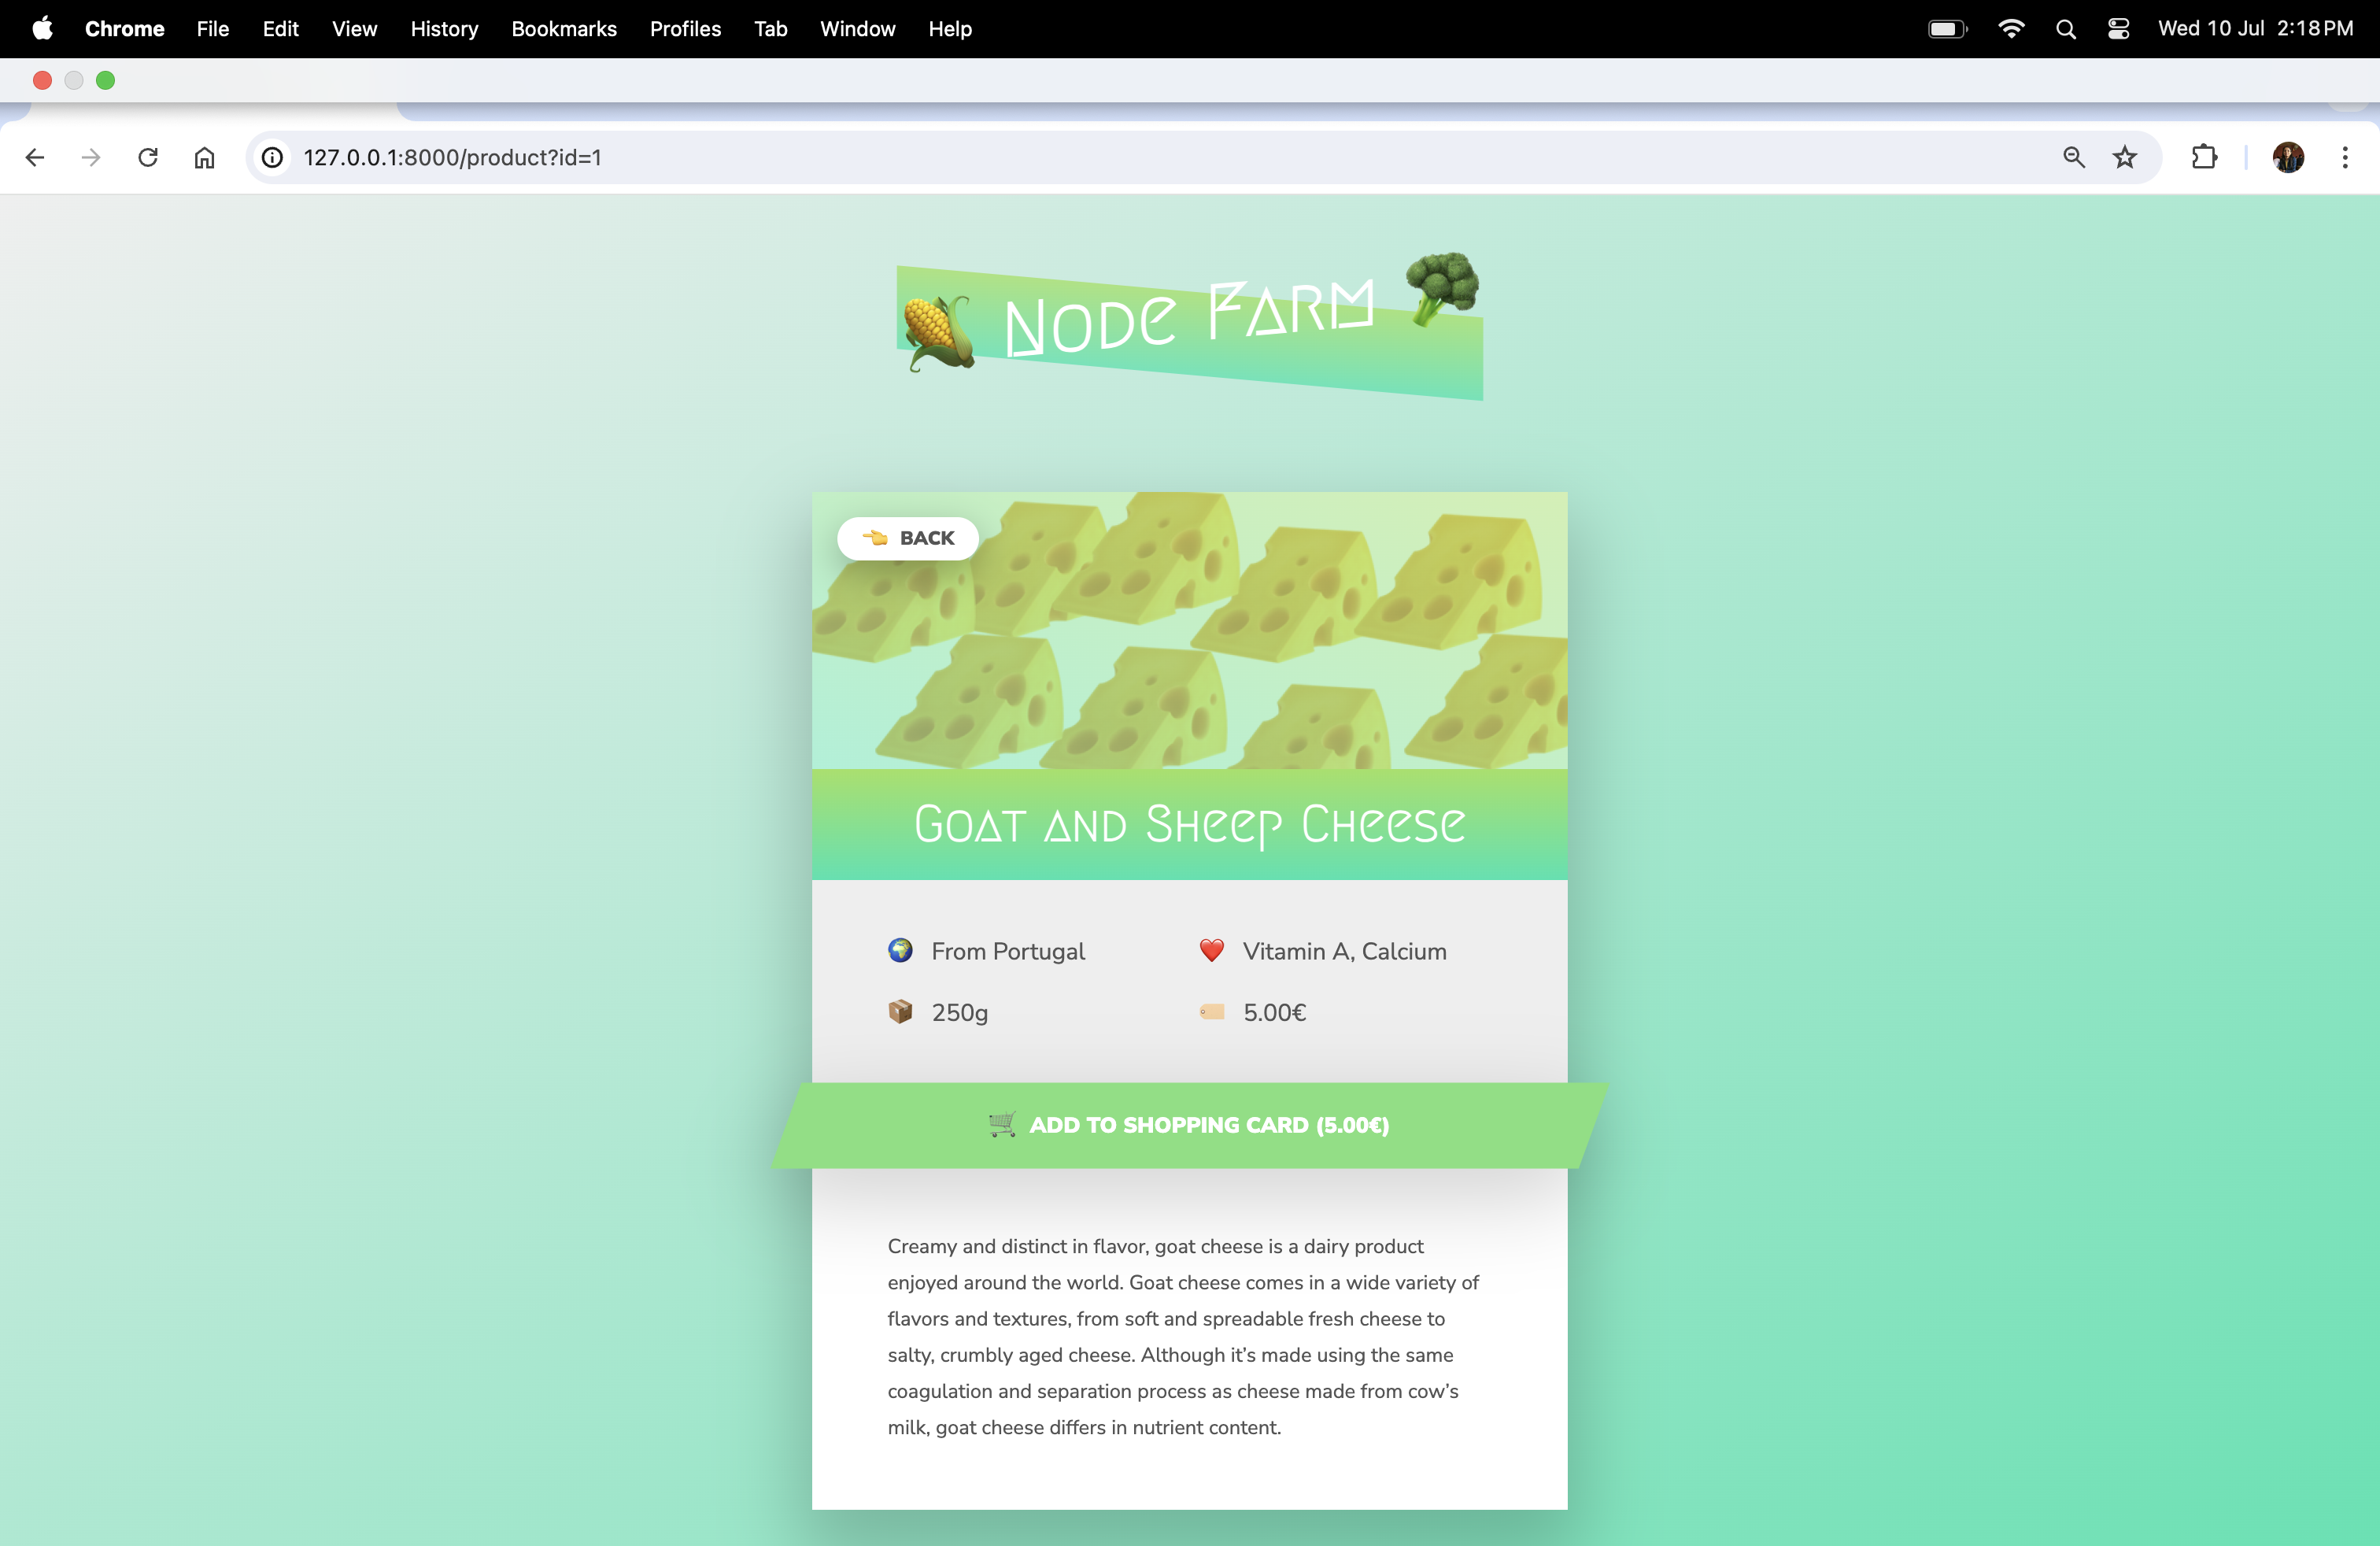 Chrome File Edit View History Bookmarks Profiles Tab Window Help Wed 10 Jul 2:18 PM
127.0.0.1:8000/product?id=1
🌽 Node Farm 🥦
👈 BACK
Goat and Sheep Cheese
🌍 From Portugal ❤️ Vitamin A, Calcium
📦 250g 🏷️ 5.00€
🛒 ADD TO SHOPPING CARD (5.00€)
Creamy and distinct in flavor, goat cheese is a dairy product
enjoyed around the world. Goat cheese comes in a wide variety of
flavors and textures, from soft and spreadable fresh cheese to
salty, crumbly aged cheese. Although it’s made using the same
coagulation and separation process as cheese made from cow’s
milk, goat cheese differs in nutrient content.